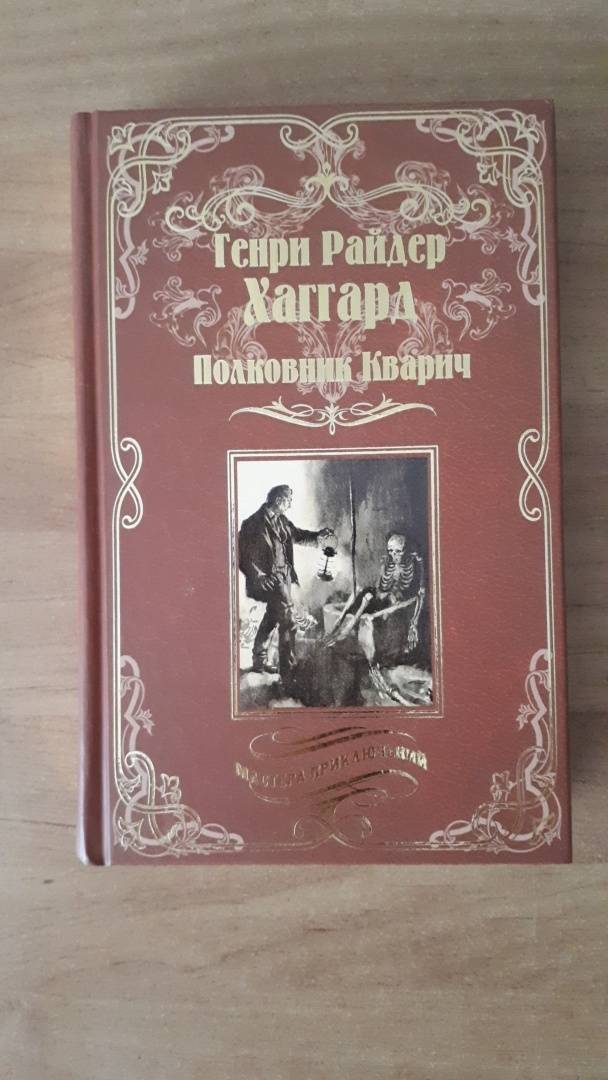 Генри Райдер
Хаггард
Полковник Кварич
МАСТЕРА ПРИКЛЮЧЕНИЙ